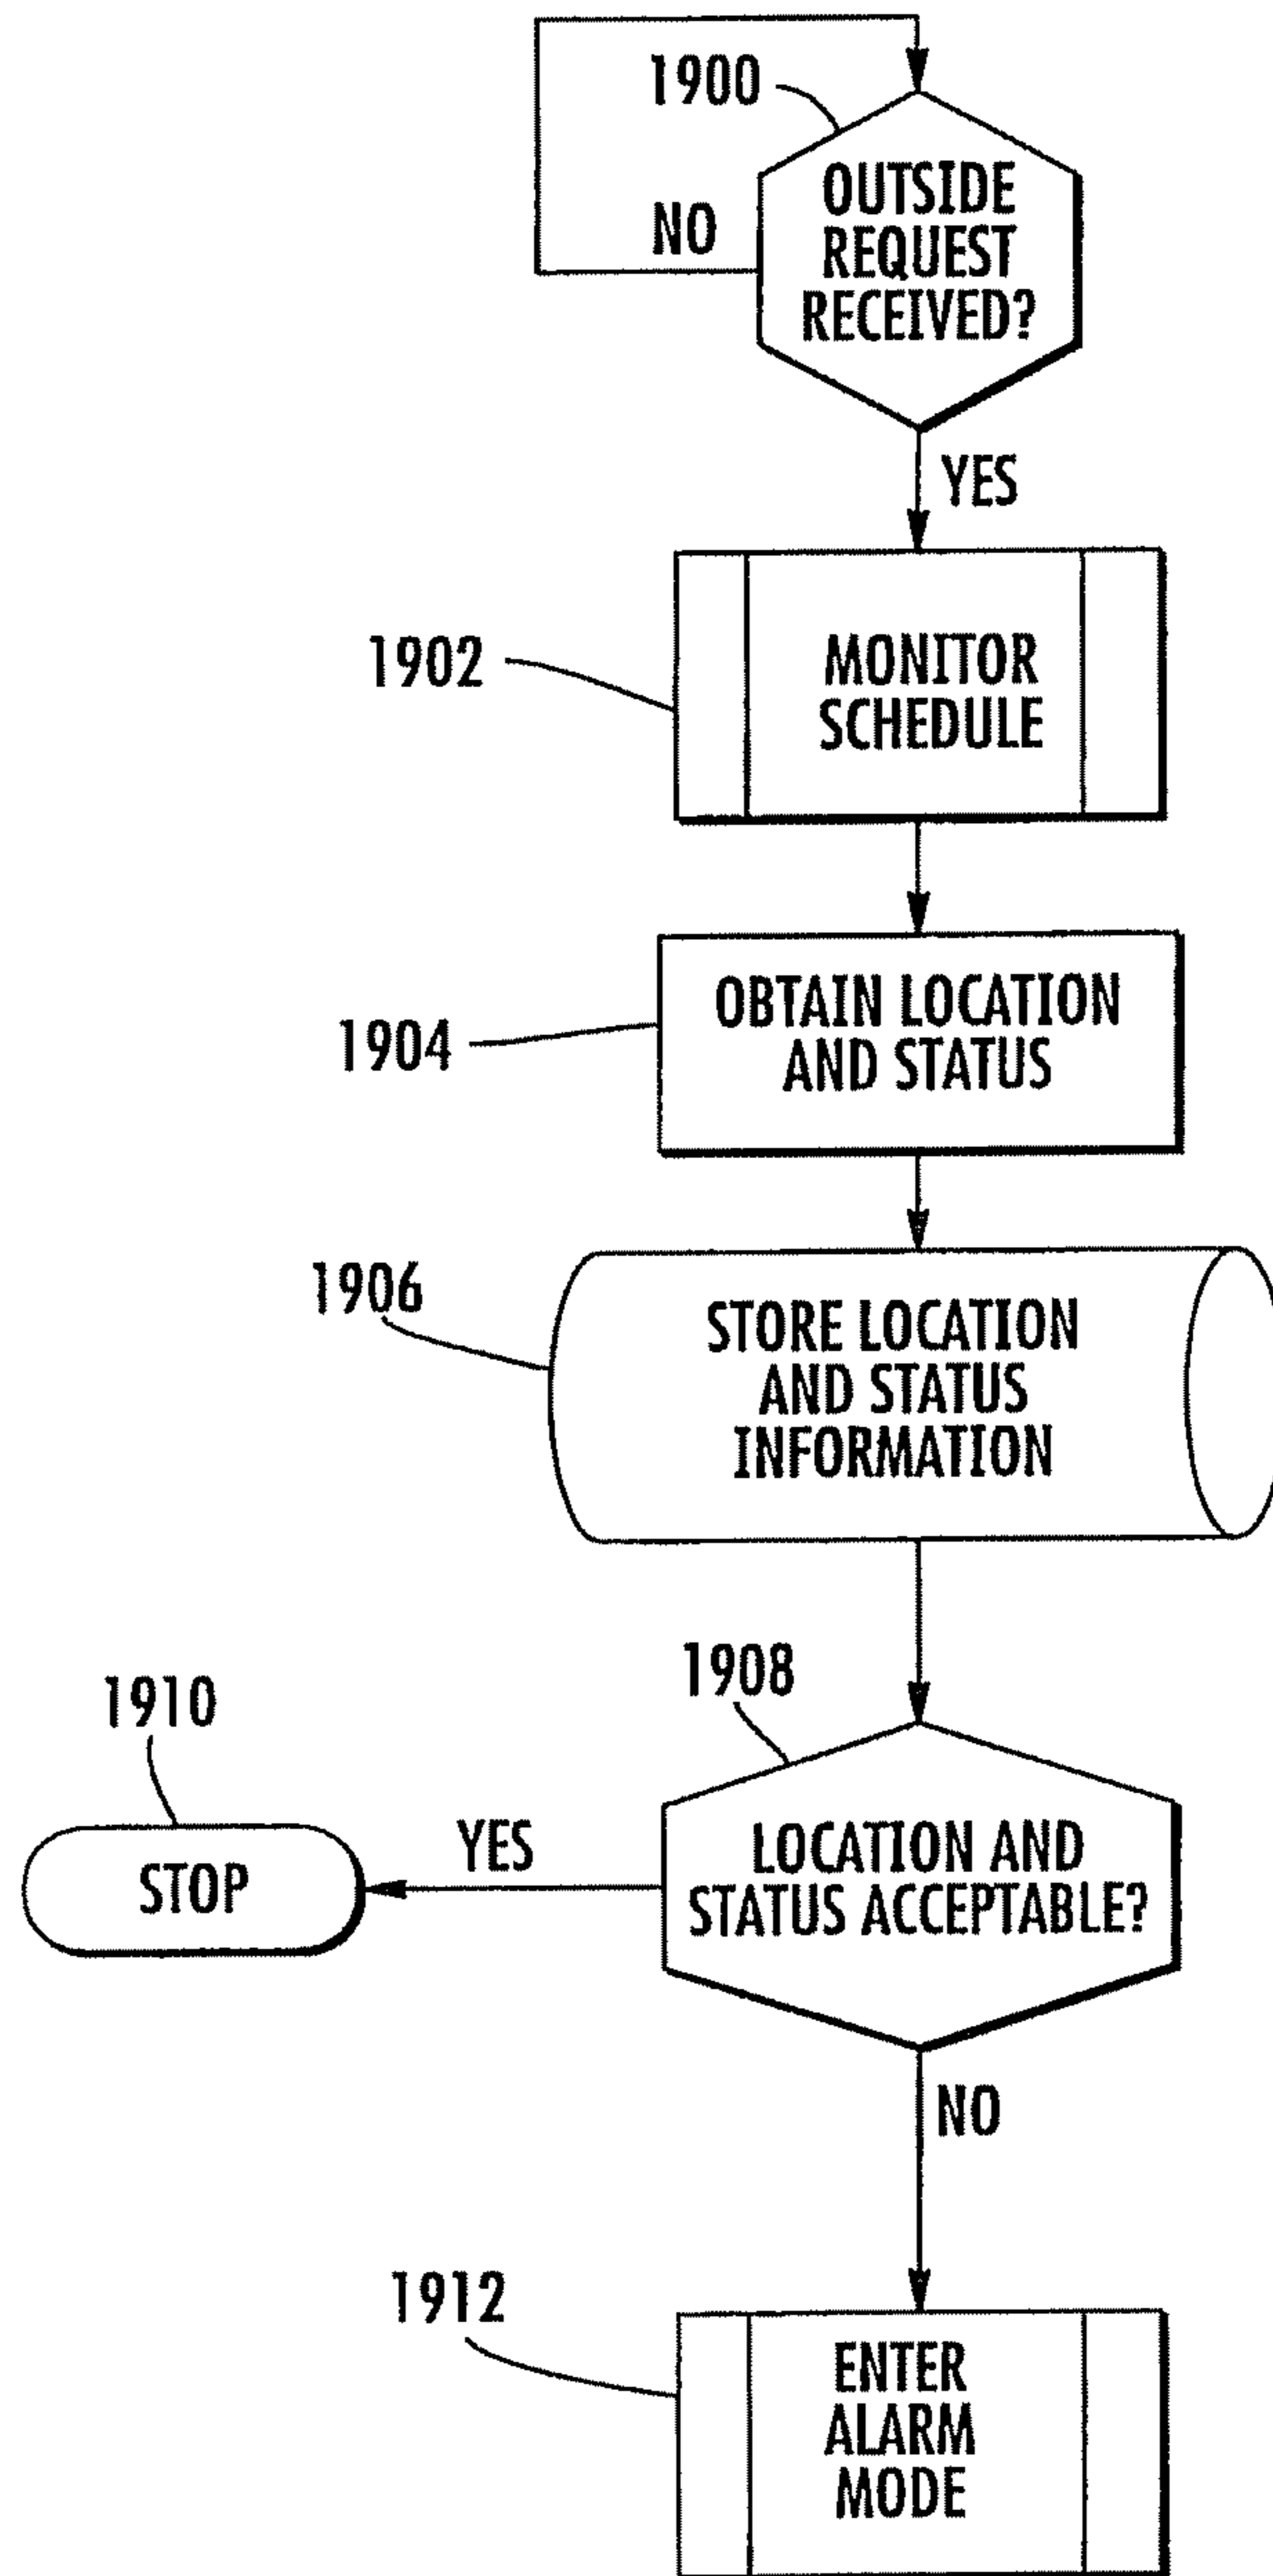 1900
OUTSIDE
REQUEST
RECEIVED?
NO
YES
1902
MONITOR
SCHEDULE
1904
OBTAIN LOCATION
AND STATUS
1906
STORE LOCATION
AND STATUS
INFORMATION
1908
1910
STOP
YES
LOCATION AND
STATUS ACCEPTABLE?
NO
1912
ENTER
ALARM
MODE